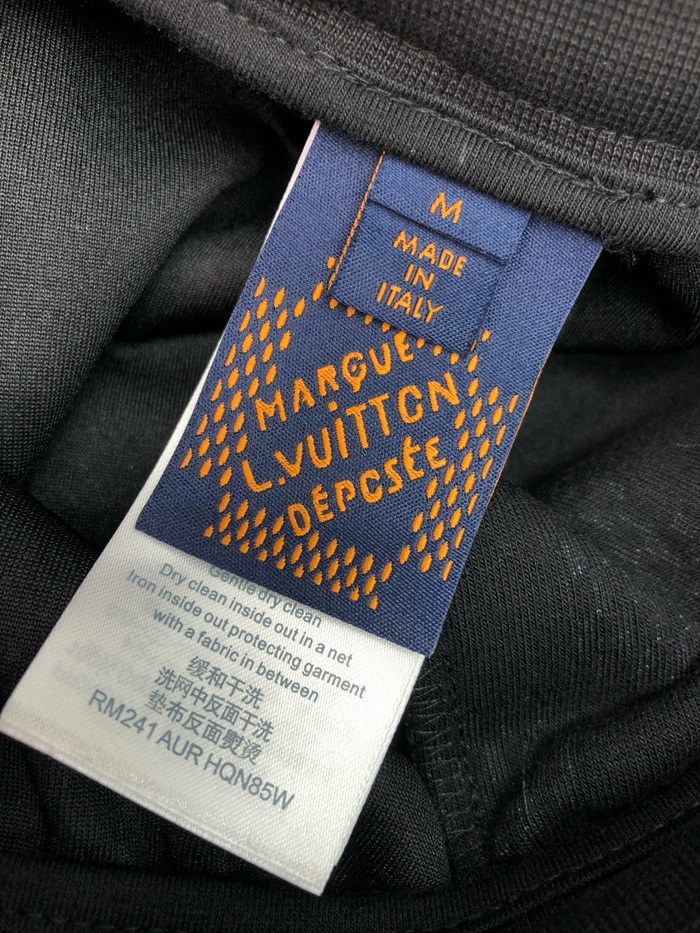 M
MADE
IN
ITALY
MARQUE
L.VUITTON
DÉPOSÉE
Gentle dry clean
Dry clean inside out in a net
Iron inside out protecting garment
with a fabric in between
缓和干洗
洗网中反面干洗
垫布反面熨烫
RM241 AUR HQN85W